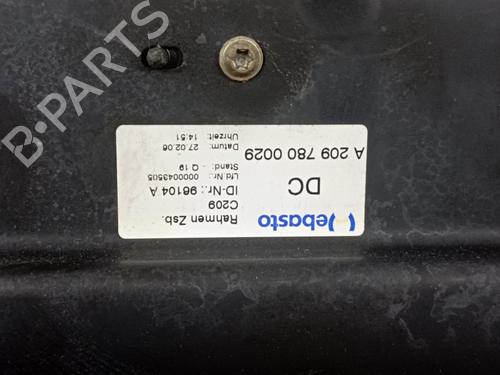 Webasto
Rahmen Zsb.
C209
DC
ID-Nr.: 96104 A
Lfd.Nr.: 0000043505
Stand: Q 19
A 209 780 0029
Datum: 27.02.06
Uhrzeit: 14:51
B-PARTS